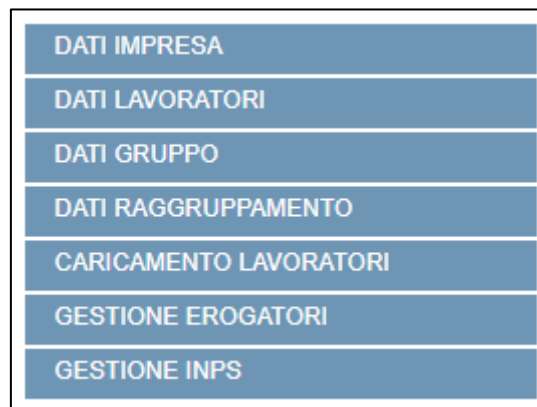 DATI IMPRESA
DATI LAVORATORI
DATI GRUPPO
DATI RAGGRUPPAMENTO
CARICAMENTO LAVORATORI
GESTIONE EROGATORI
GESTIONE INPS